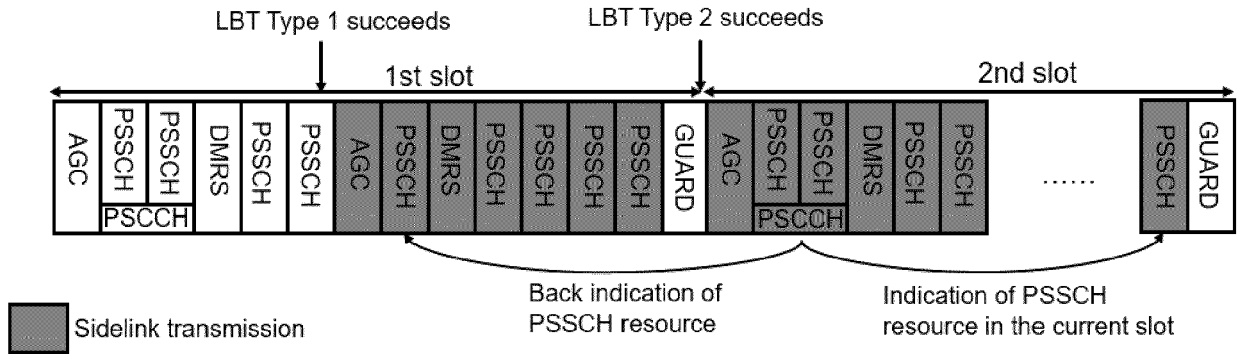 LBT Type 1 succeeds
LBT Type 2 succeeds
1st slot
2nd slot
AGC
PSSCH
PSSCH
PSCCH
DMRS
PSSCH
PSSCH
AGC
PSSCH
DMRS
PSSCH
PSSCH
PSSCH
PSSCH
GUARD
AGC
PSSCH
PSSCH
PSCCH
DMRS
PSSCH
PSSCH
......
PSSCH
GUARD
Back indication of
PSSCH resource
Indication of PSSCH
resource in the current slot
Sidelink transmission